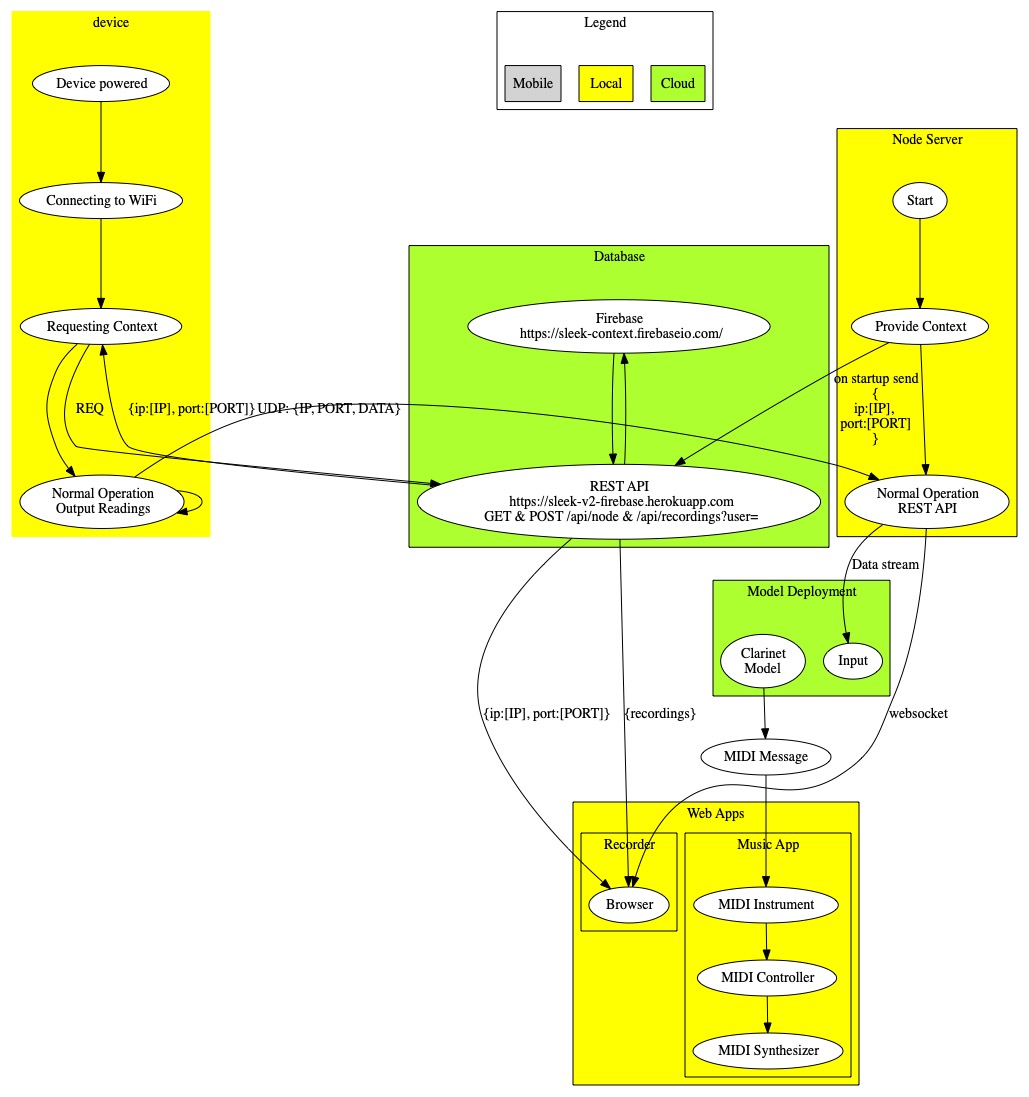 device
Legend
Device powered
Mobile
Local
Cloud
Node Server
Connecting to WiFi
Start
Database
Requesting Context
Firebase
https://sleek-context.firebaseio.com/
Provide Context
REQ
{ip:[IP], port:[PORT]}
UDP: {IP, PORT, DATA}
on startup send
{
ip:[IP],
port:[PORT]
}
Normal Operation
Output Readings
REST API
https://sleek-v2-firebase.herokuapp.com
GET & POST /api/node & /api/recordings?user=
Normal Operation
REST API
Data stream
Model Deployment
Clarinet
Model
Input
{ip:[IP], port:[PORT]}
{recordings}
websocket
MIDI Message
Web Apps
Recorder
Music App
Browser
MIDI Instrument
MIDI Controller
MIDI Synthesizer